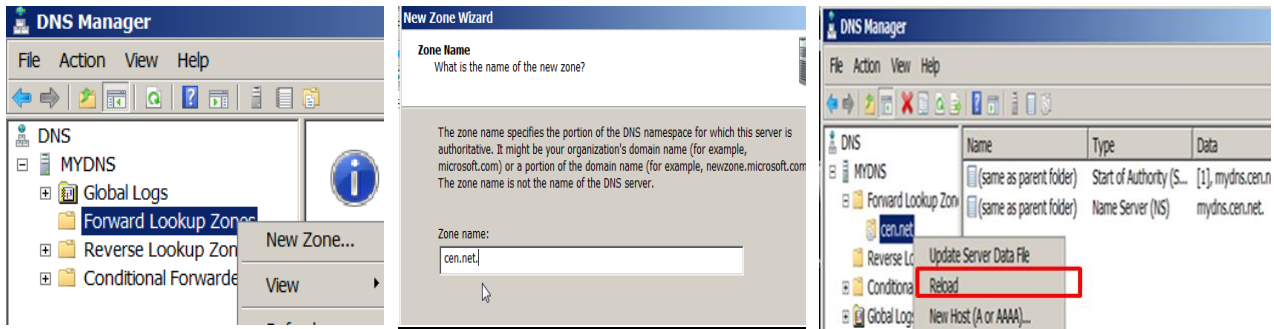 DNS Manager
File Action View Help
DNS
MYDNS
Global Logs
Forward Lookup Zones
Reverse Lookup Zon
Conditional Forwarde
New Zone...
View
New Zone Wizard
Zone Name
What is the name of the new zone?
The zone name specifies the portion of the DNS namespace for which this server is
authoritative. It might be your organization's domain name (for example,
microsoft.com) or a portion of the domain name (for example, newzone.microsoft.com
The zone name is not the name of the DNS server.
Zone name:
cen.net.
DNS Manager
File Action View Help
DNS
MYDNS
Forward Lookup Zon
cen.net
Reverse Lo
Conditiona
Global Log
Name Type Data
(same as parent folder) Start of Authority (S... [1], mydns.cen.n
(same as parent folder) Name Server (NS) mydns.cen.net.
Update Server Data File
Reload
New Host (A or AAAA)...